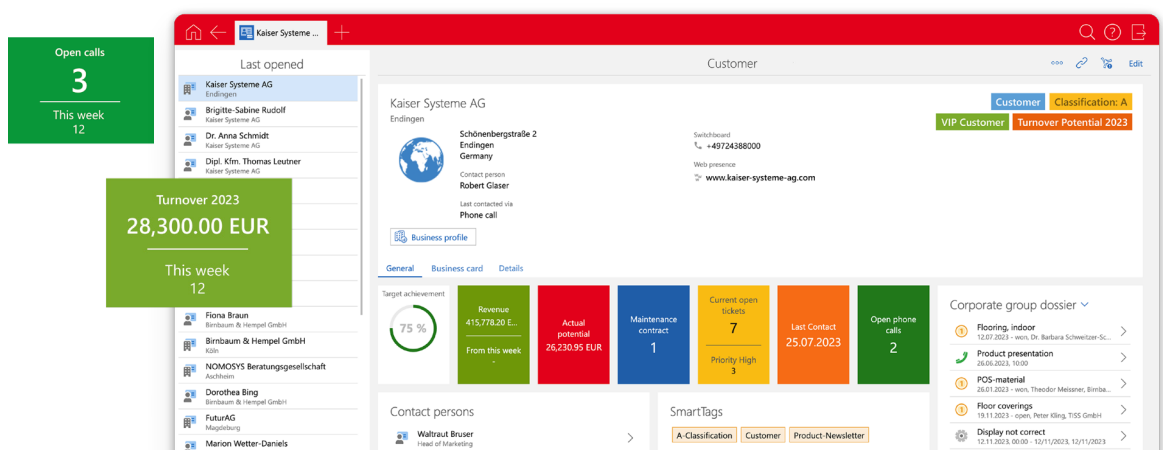 Kaiser Systeme ...
Open calls
3
This week
12
Last opened
Kaiser Systeme AG
Endingen
Brigitte-Sabine Rudolf
Kaiser Systeme AG
Dr. Anna Schmidt
Kaiser Systeme AG
Dipl. Kfm. Thomas Leutner
Kaiser Systeme AG
Turnover 2023
28,300.00 EUR
This week
12
Fiona Braun
Birnbaum & Hempel GmbH
Birnbaum & Hempel GmbH
Köln
NOMOSYS Beratungsgesellschaft
Aschheim
Dorothea Bing
Birnbaum & Hempel GmbH
FuturAG
Magdeburg
Marion Wetter-Daniels
Customer
Edit
Kaiser Systeme AG
Endingen
Schönenbergstraße 2
Endingen
Germany
Contact person
Robert Glaser
Last contacted via
Phone call
Switchboard
+49724388000
Web presence
www.kaiser-systeme-ag.com
Customer
Classification: A
VIP Customer
Turnover Potential 2023
Business profile
General Business card Details
Target achievement
75 %
Revenue
415,778.20 E...
From this week
-
Actual
potential
26,230.95 EUR
Maintenance
contract
1
Current open
tickets
7
Priority High
3
Last Contact
25.07.2023
Open phone
calls
2
Contact persons
Waltraut Bruser
Head of Marketing
SmartTags
A-Classification Customer Product-Newsletter
Corporate group dossier
Flooring, indoor
12.07.2023 - won, Dr. Barbara Schweitzer-Sc...
Product presentation
26.06.2023, 10:00
POS-material
26.01.2023 - won, Theodor Meissner, Birnba...
Floor coverings
19.11.2023 - open, Peter Kling, TiSS GmbH
Display not correct
12.11.2023, 00:00 - 12/11/2023, 12/11/2023